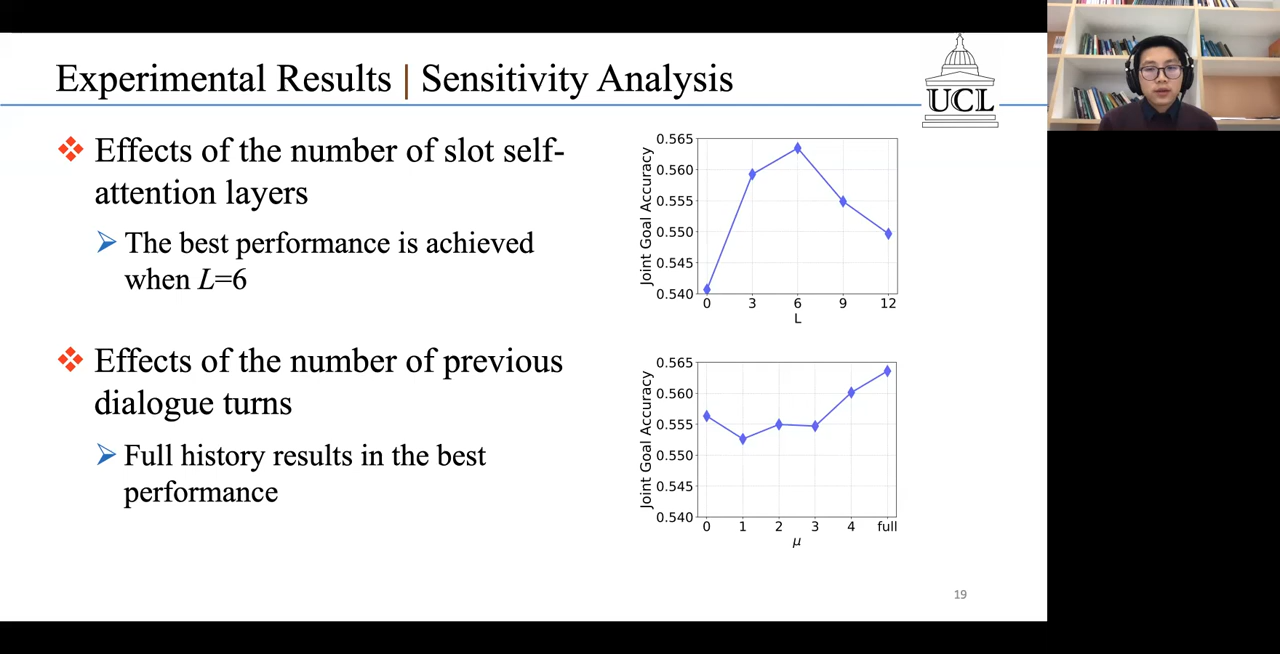 Experimental Results | Sensitivity Analysis
UCL
❖ Effects of the number of slot self-
attention layers
➢ The best performance is achieved
when L=6
Joint Goal Accuracy
0.565
0.560
0.555
0.550
0.545
0.540
0 3 6 9 12
L
❖ Effects of the number of previous
dialogue turns
➢ Full history results in the best
performance
Joint Goal Accuracy
0.565
0.560
0.555
0.550
0.545
0.540
0 1 2 3 4 full
μ
19